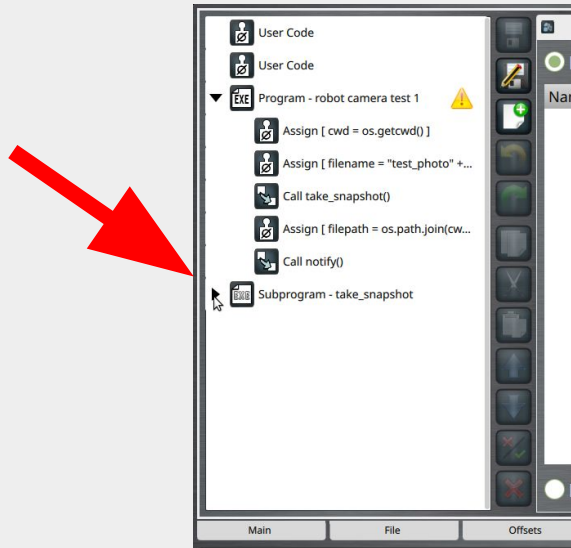 User Code
User Code
EXE Program - robot camera test 1
Assign [ cwd = os.getcwd() ]
Assign [ filename = "test_photo" +...
Call take_snapshot()
Assign [ filepath = os.path.join(cw...
Call notify()
Subprogram - take_snapshot
Nar
Main
File
Offsets